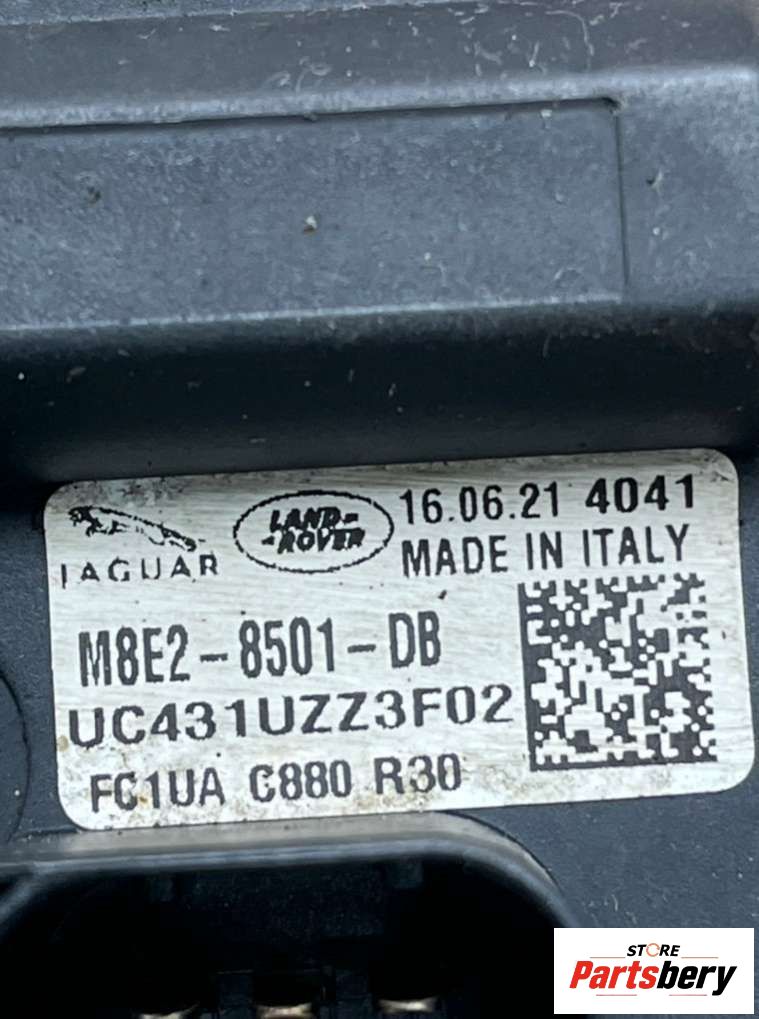 JAGUAR
LAND-
-ROVER
16.06.21 4041
MADE IN ITALY
M8E2-8501-DB
UC431UZZ3F02
FC1UA C880 R30
STORE
Partsbery